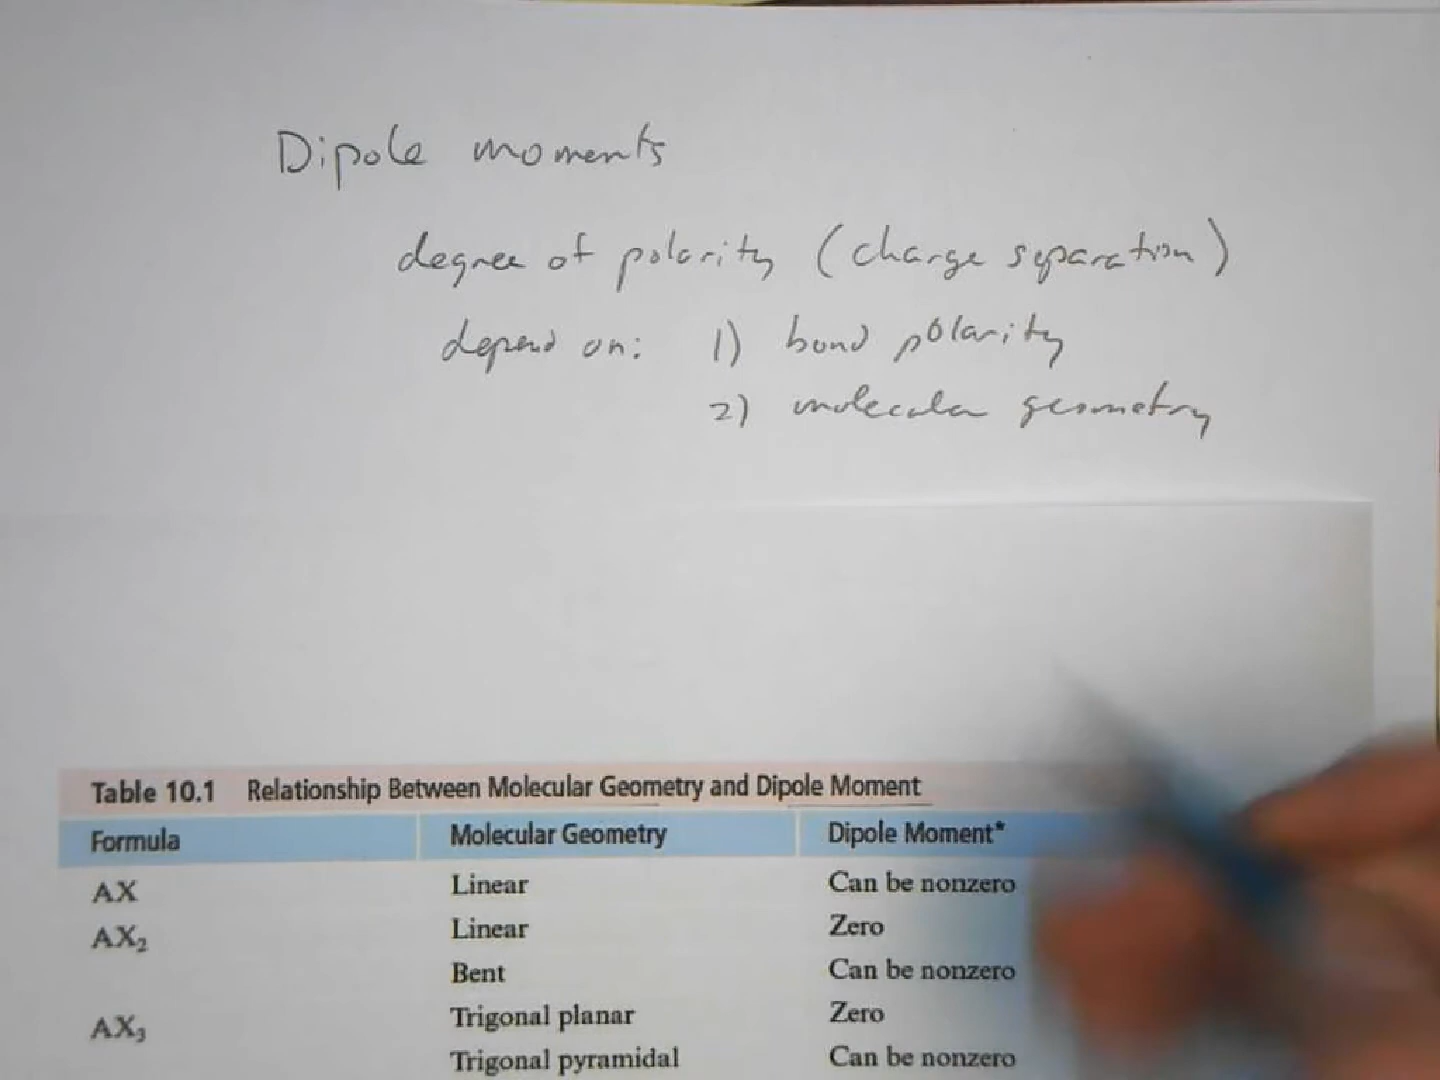 Dipole moments
degree of polarity (charge separation)
depend on: 1) bond polarity
2) molecular geometry
Table 10.1 Relationship Between Molecular Geometry and Dipole Moment
Formula Molecular Geometry Dipole Moment*
AX Linear Can be nonzero
AX₂ Linear Zero
Bent Can be nonzero
AX₃ Trigonal planar Zero
Trigonal pyramidal Can be nonzero